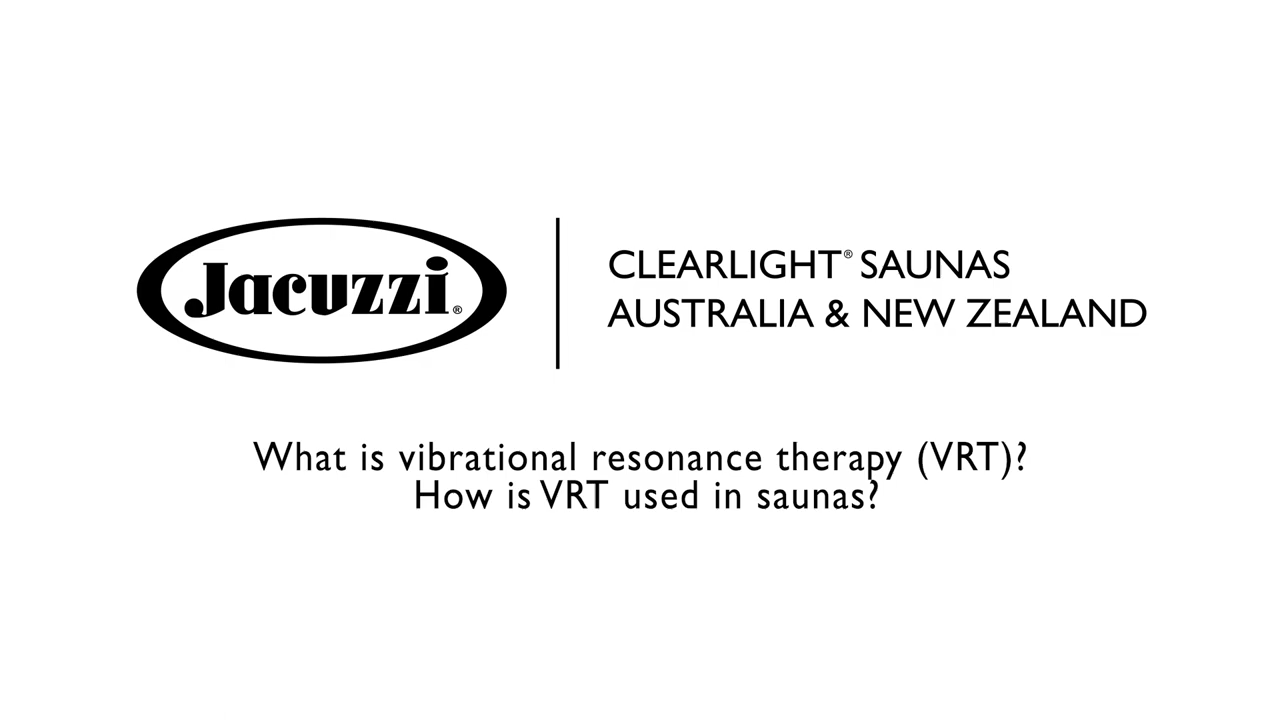 Jacuzzi®
CLEARLIGHT® SAUNAS
AUSTRALIA & NEW ZEALAND
What is vibrational resonance therapy (VRT)?
How is VRT used in saunas?